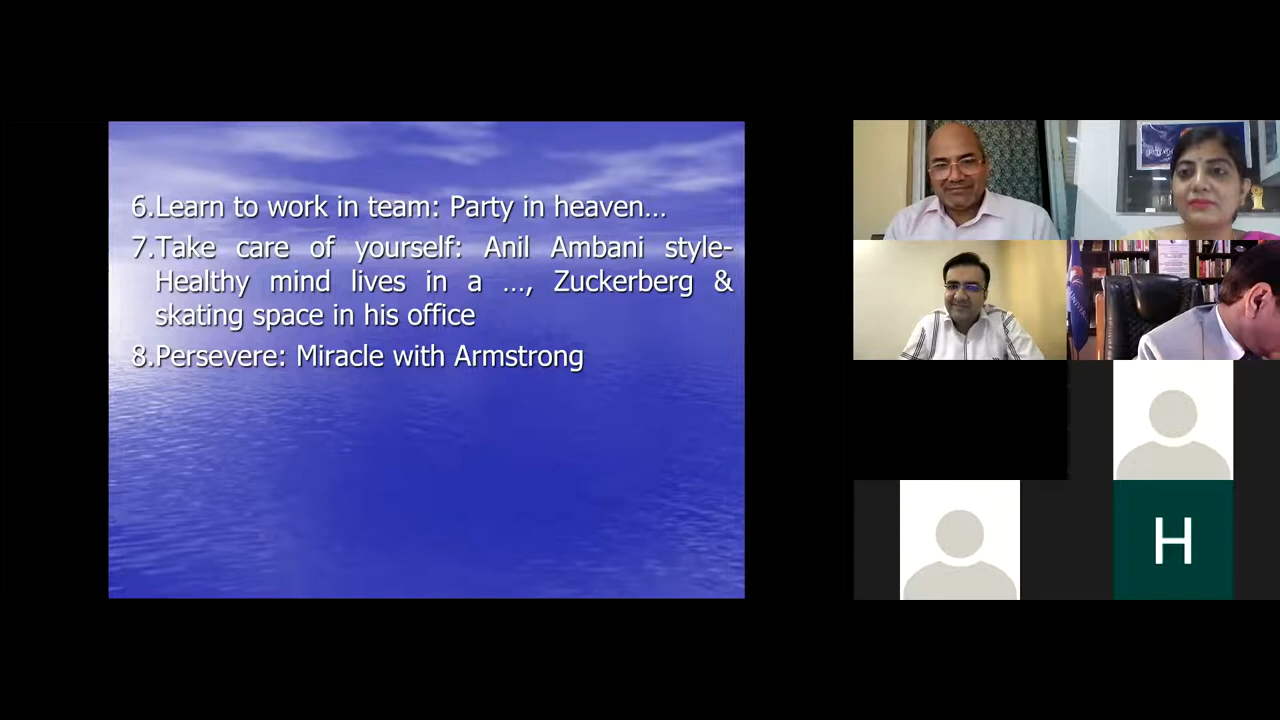 6.Learn to work in team: Party in heaven...
7.Take care of yourself: Anil Ambani style-
Healthy mind lives in a ..., Zuckerberg &
skating space in his office
8.Persevere: Miracle with Armstrong
H